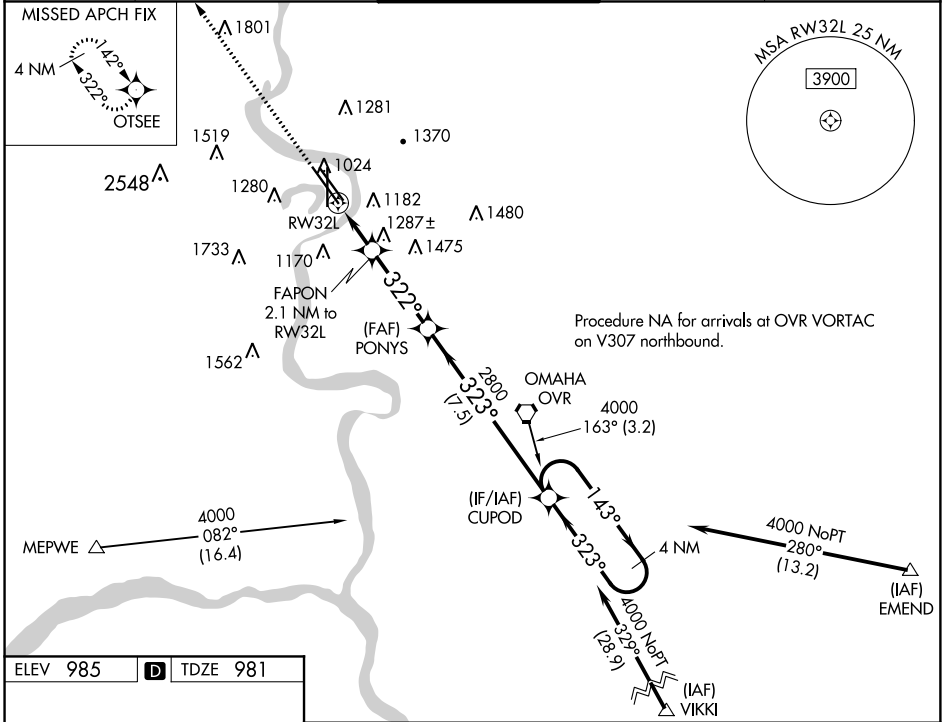 MISSED APCH FIX
4 NM
142°
322°
OTSEE
1801
MSA RW32L 25 NM
3900
1281
1370
1519
1024
2548
1280
1182
RW32L
1287±
1480
1733
1170
1475
FAPON
2.1 NM to
RW32L
322°
(FAF)
PONYS
Procedure NA for arrivals at OVR VORTAC
on V307 northbound.
1562
2800
323°
(7.5)
OMAHA
OVR
4000
163° (3.2)
(IF/IAF)
CUPOD
143°
323°
4 NM
4000
082°
(16.4)
MEPWE
4000 NoPT
280°
(13.2)
(IAF)
EMEND
4000 NoPT
329°
(28.9)
(IAF)
VIKKI
ELEV 985 D TDZE 981